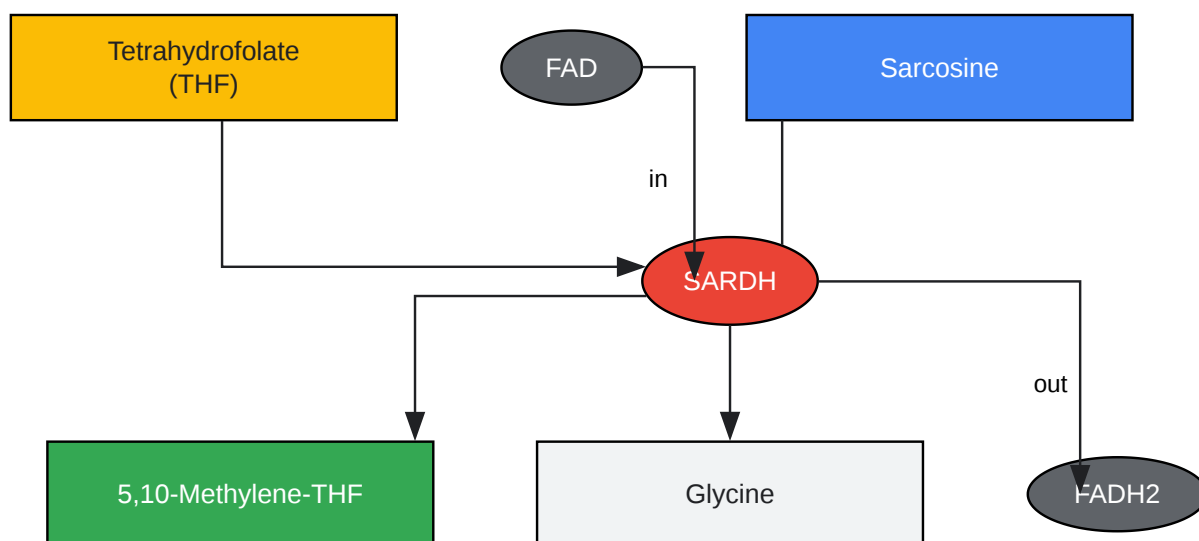 Tetrahydrofolate
(THF)
FAD
Sarcosine
in
SARDH
out
5,10-Methylene-THF
Glycine
FADH2